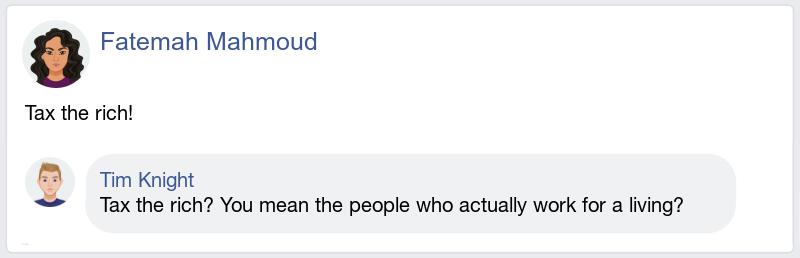 Fatemah Mahmoud
Tax the rich!
Tim Knight
Tax the rich? You mean the people who actually work for a living?